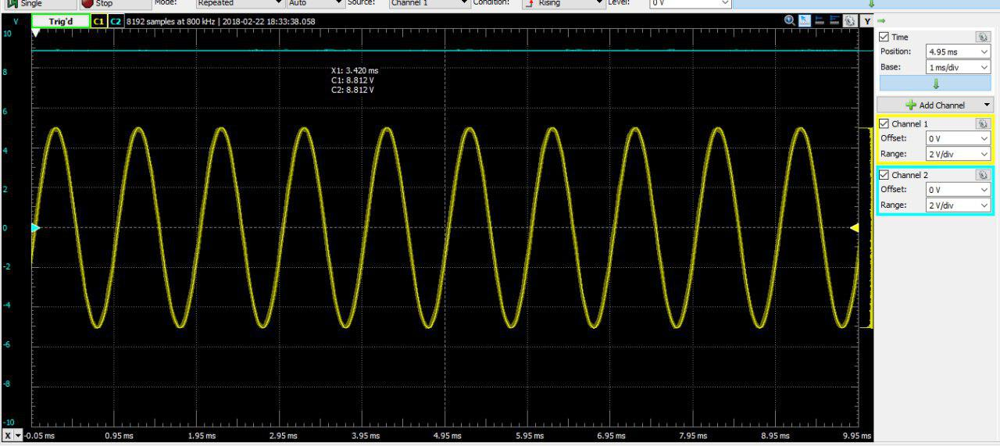 Single Stop Mode: Repeated Auto Source: Channel 1 Condition: Rising Level: 0 V
V Trig'd C1 C2 8192 samples at 800 kHz | 2018-02-22 18:33:38.058 Y
10
8
6
4
2
0
-2
-4
-6
-8
-10
X1: 3.420 ms
C1: 8.812 V
C2: 8.812 V
X -0.05 ms 0.95 ms 1.95 ms 2.95 ms 3.95 ms 4.95 ms 5.95 ms 6.95 ms 7.95 ms 8.95 ms 9.95 ms
Time
Position: 4.95 ms
Base: 1 ms/div
Add Channel
Channel 1
Offset: 0 V
Range: 2 V/div
Channel 2
Offset: 0 V
Range: 2 V/div